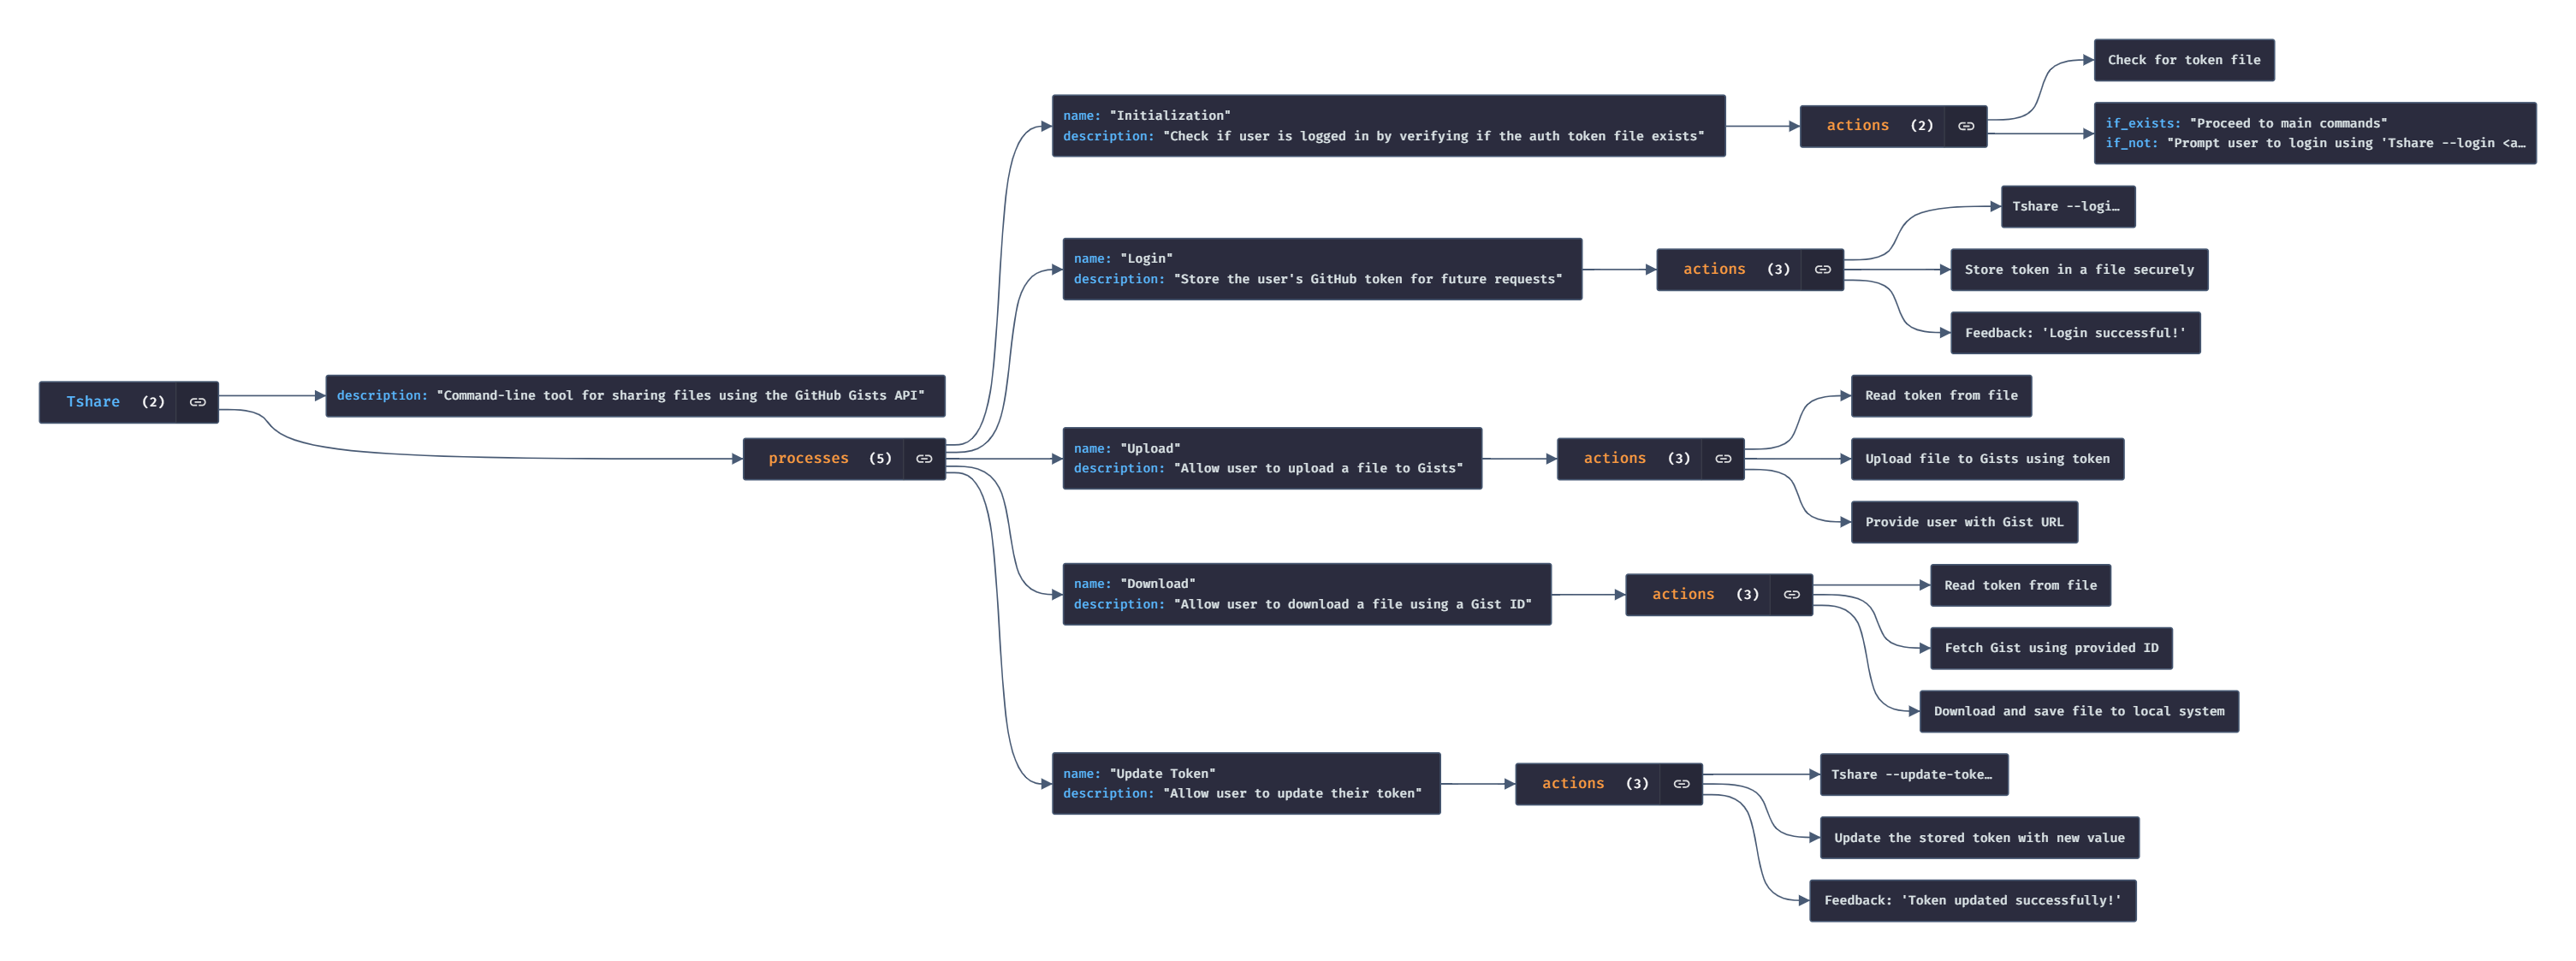 Tshare (2)
description: "Command-line tool for sharing files using the GitHub Gists API"
processes (5)
name: "Initialization"
description: "Check if user is logged in by verifying if the auth token file exists"
actions (2)
Check for token file
if_exists: "Proceed to main commands"
if_not: "Prompt user to login using 'Tshare --login <a…
name: "Login"
description: "Store the user's GitHub token for future requests"
actions (3)
Tshare --logi…
Store token in a file securely
Feedback: 'Login successful!'
name: "Upload"
description: "Allow user to upload a file to Gists"
actions (3)
Read token from file
Upload file to Gists using token
Provide user with Gist URL
name: "Download"
description: "Allow user to download a file using a Gist ID"
actions (3)
Read token from file
Fetch Gist using provided ID
Download and save file to local system
name: "Update Token"
description: "Allow user to update their token"
actions (3)
Tshare --update-toke…
Update the stored token with new value
Feedback: 'Token updated successfully!'